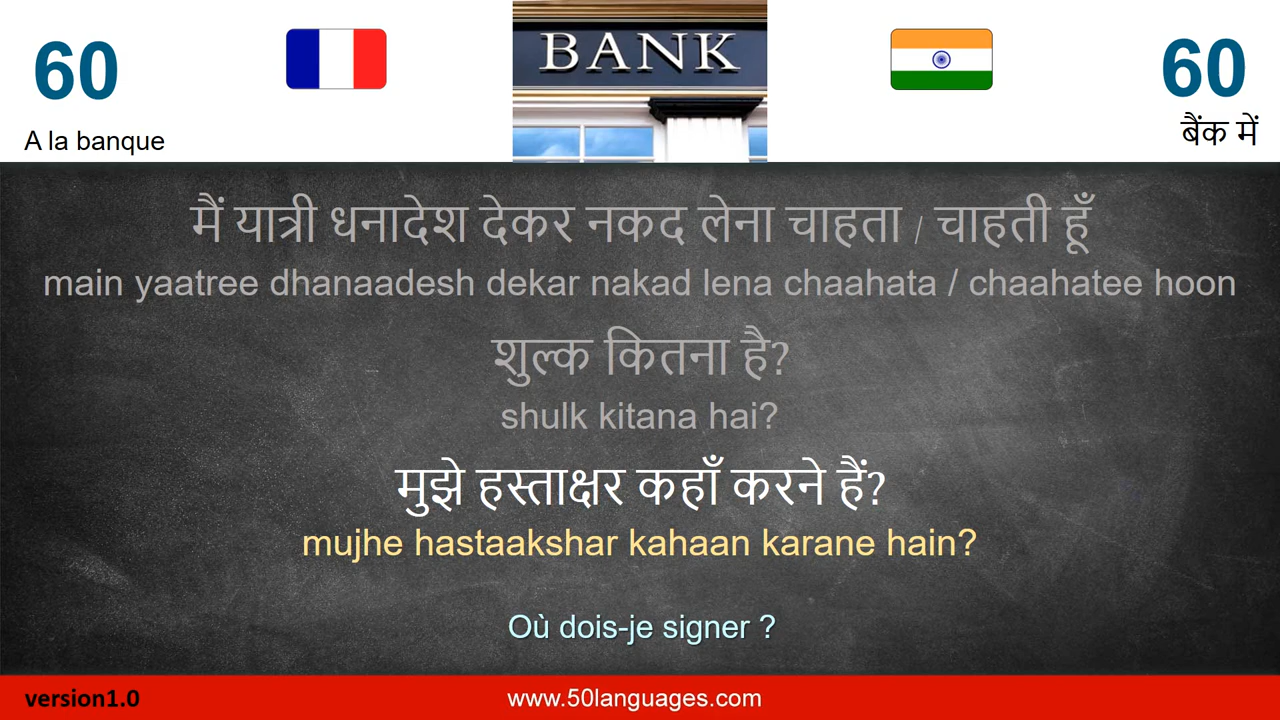 60
60
BANK
A la banque
बैंक में
मैं यात्री धनादेश देकर नकद लेना चाहता / चाहती हूँ
main yaatree dhanaadesh dekar nakad lena chaahata / chaahatee hoon
शुल्क कितना है?
shulk kitana hai?
मुझे हस्ताक्षर कहाँ करने हैं?
mujhe hastaakshar kahaan karane hain?
Où dois-je signer ?
version1.0
www.50languages.com